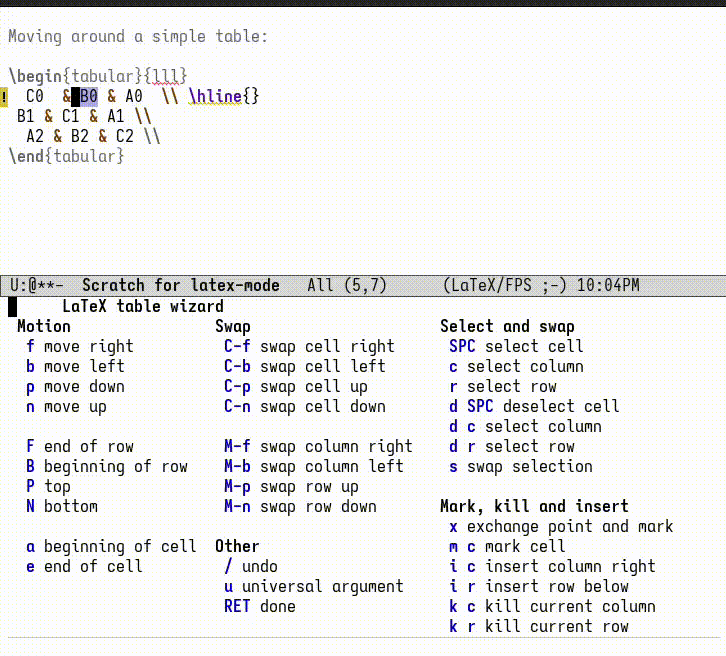 Moving around a simple table:
\begin{tabular}{lll}
! C0 & B0 & A0 \\ \hline{}
B1 & C1 & A1 \\
A2 & B2 & C2 \\
\end{tabular}
U:@**- Scratch for latex-mode All (5,7) (LaTeX/FPS ;-) 10:04PM
LaTeX table wizard
Motion Swap Select and swap
f move right C-f swap cell right SPC select cell
b move left C-b swap cell left c select column
p move down C-p swap cell up r select row
n move up C-n swap cell down d SPC deselect cell
d c select column
F end of row M-f swap column right d r select row
B beginning of row M-b swap column left s swap selection
P top M-p swap row up
N bottom M-n swap row down Mark, kill and insert
x exchange point and mark
a beginning of cell Other m c mark cell
e end of cell / undo i c insert column right
u universal argument i r insert row below
RET done k c kill current column
k r kill current row